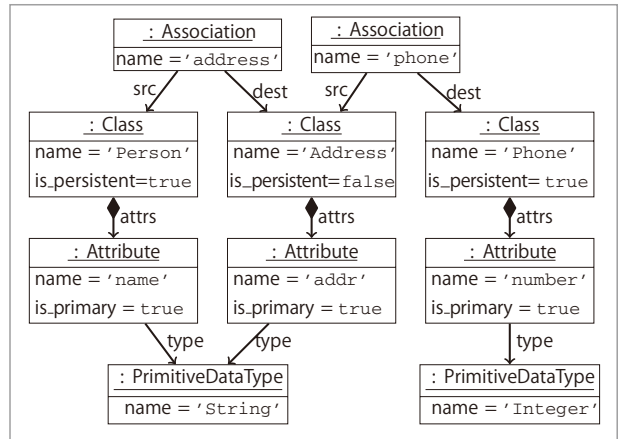 : Association
name ='address'
: Association
name ='phone'
src
dest
src
dest
: Class
name = 'Person'
is_persistent=true
: Class
name ='Address'
is_persistent=false
: Class
name = 'Phone'
is_persistent= true
attrs
attrs
attrs
: Attribute
name = 'name'
is_primary = true
: Attribute
name = 'addr'
is_primary = true
: Attribute
name = 'number'
is_primary = true
type
type
type
: PrimitiveDataType
name = 'String'
: PrimitiveDataType
name = 'Integer'